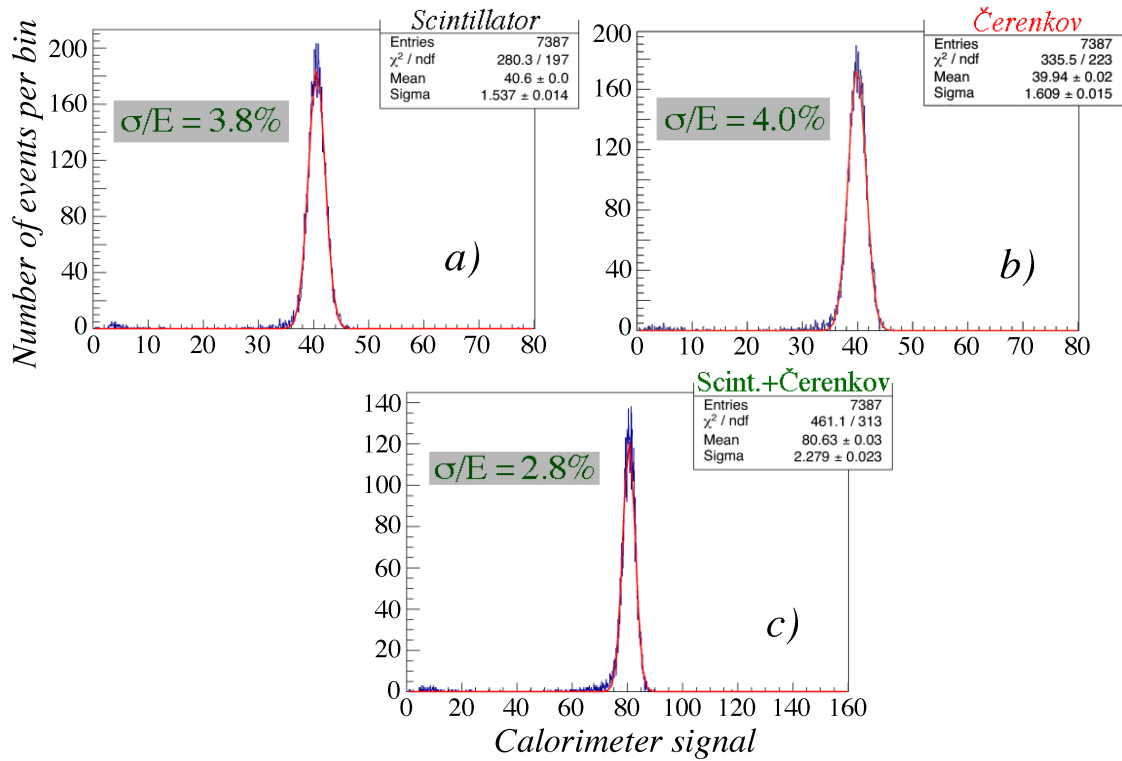 Scintillator
Entries 7387
χ² / ndf 280.3 / 197
Mean 40.6 ± 0.0
Sigma 1.537 ± 0.014
σ/E = 3.8%
a)
200
160
120
80
40
0
0 10 20 30 40 50 60 70 80
Čerenkov
Entries 7387
χ² / ndf 335.5 / 223
Mean 39.94 ± 0.02
Sigma 1.609 ± 0.015
σ/E = 4.0%
b)
200
160
120
80
40
0
0 10 20 30 40 50 60 70 80
Number of events per bin
Scint.+Čerenkov
Entries 7387
χ² / ndf 461.1 / 313
Mean 80.63 ± 0.03
Sigma 2.279 ± 0.023
σ/E = 2.8%
c)
140
120
100
80
60
40
20
0
0 20 40 60 80 100 120 140 160
Calorimeter signal